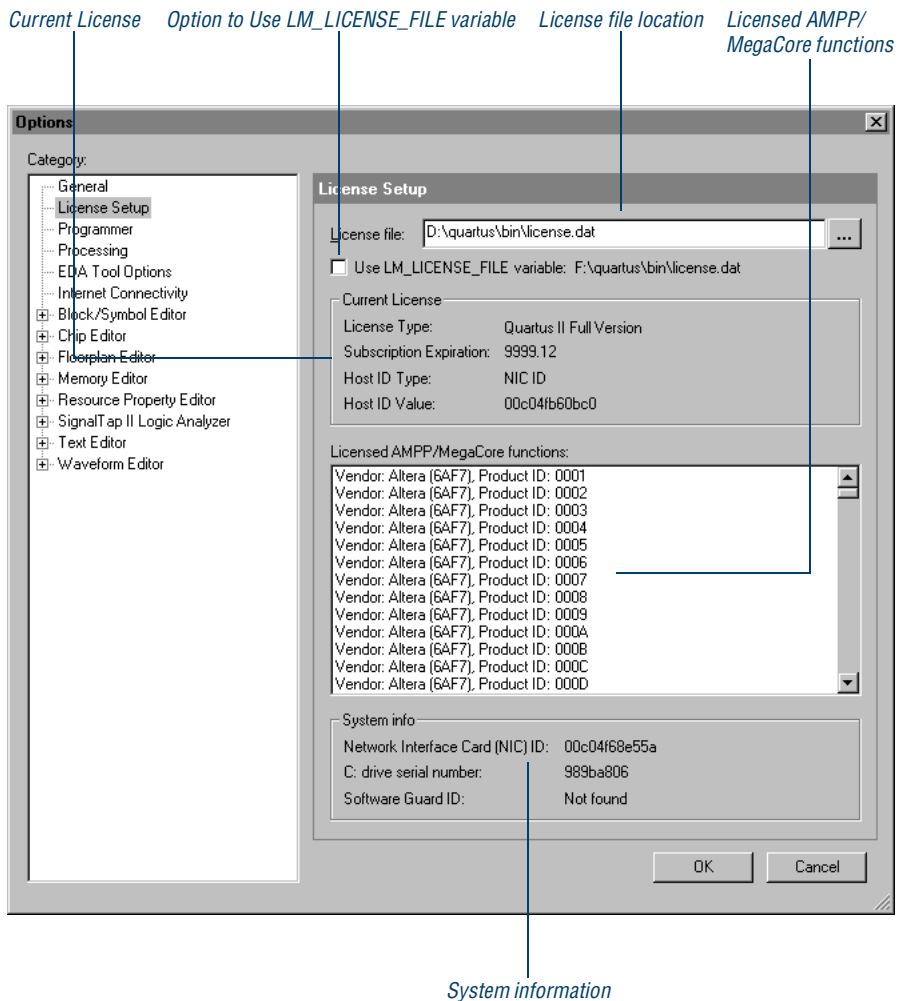 Current License
Option to Use LM_LICENSE_FILE variable
License file location
Licensed AMPP/
MegaCore functions
Options
Category:
General
License Setup
Programmer
Processing
EDA Tool Options
Internet Connectivity
Block/Symbol Editor
Chip Editor
Floorplan Editor
Memory Editor
Resource Property Editor
SignalTap II Logic Analyzer
Text Editor
Waveform Editor
License Setup
License file: D:\quartus\bin\license.dat ...
Use LM_LICENSE_FILE variable: F:\quartus\bin\license.dat
Current License
License Type: Quartus II Full Version
Subscription Expiration: 9999.12
Host ID Type: NIC ID
Host ID Value: 00c04fb60bc0
Licensed AMPP/MegaCore functions:
Vendor: Altera (6AF7), Product ID: 0001
Vendor: Altera (6AF7), Product ID: 0002
Vendor: Altera (6AF7), Product ID: 0003
Vendor: Altera (6AF7), Product ID: 0004
Vendor: Altera (6AF7), Product ID: 0005
Vendor: Altera (6AF7), Product ID: 0006
Vendor: Altera (6AF7), Product ID: 0007
Vendor: Altera (6AF7), Product ID: 0008
Vendor: Altera (6AF7), Product ID: 0009
Vendor: Altera (6AF7), Product ID: 000A
Vendor: Altera (6AF7), Product ID: 000B
Vendor: Altera (6AF7), Product ID: 000C
Vendor: Altera (6AF7), Product ID: 000D
System info
Network Interface Card (NIC) ID: 00c04f68e55a
C: drive serial number: 989ba806
Software Guard ID: Not found
OK
Cancel
System information